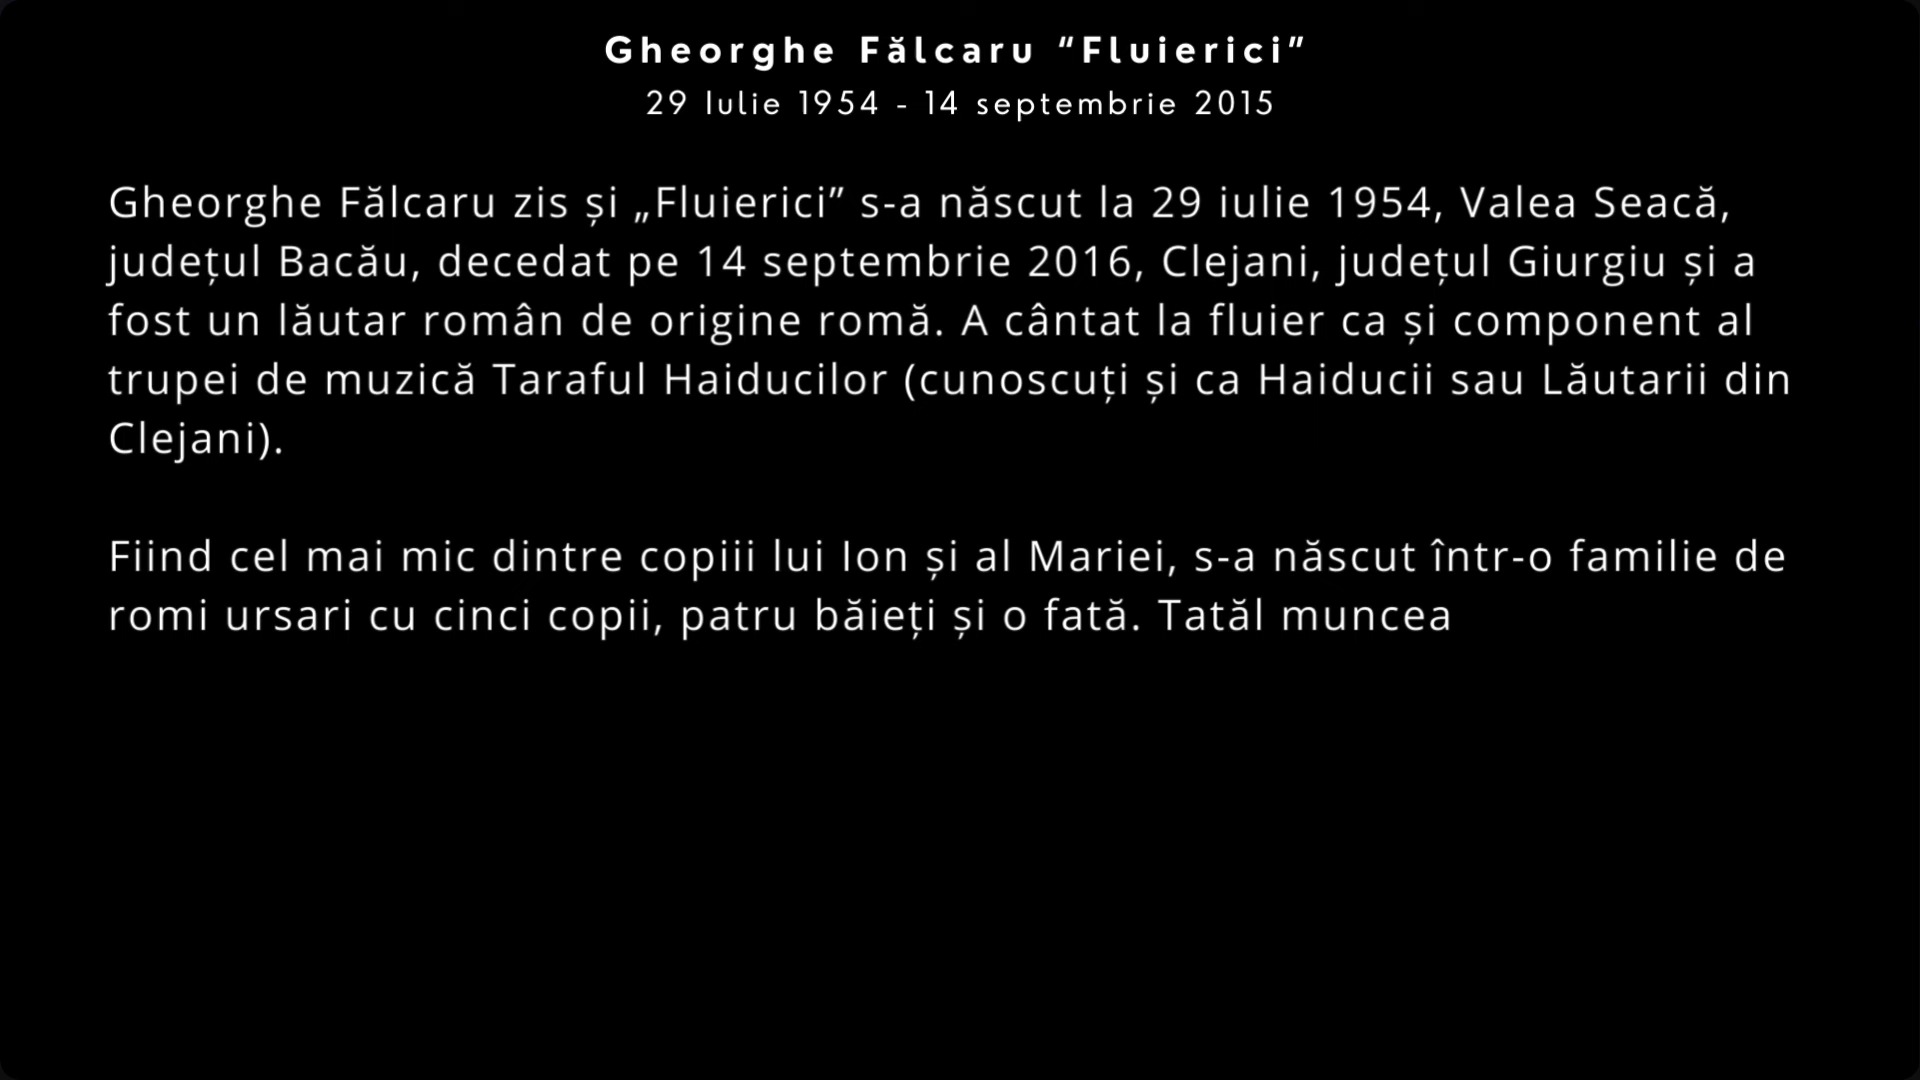 Gheorghe Fălcaru “Fluierici”
29 Iulie 1954 - 14 septembrie 2015
Gheorghe Fălcaru zis și „Fluierici” s-a născut la 29 iulie 1954, Valea Seacă,
județul Bacău, decedat pe 14 septembrie 2016, Clejani, județul Giurgiu și a
fost un lăutar român de origine romă. A cântat la fluier ca și component al
trupei de muzică Taraful Haiducilor (cunoscuți și ca Haiducii sau Lăutarii din
Clejani).
Fiind cel mai mic dintre copiii lui Ion și al Mariei, s-a născut într-o familie de
romi ursari cu cinci copii, patru băieți și o fată. Tatăl muncea